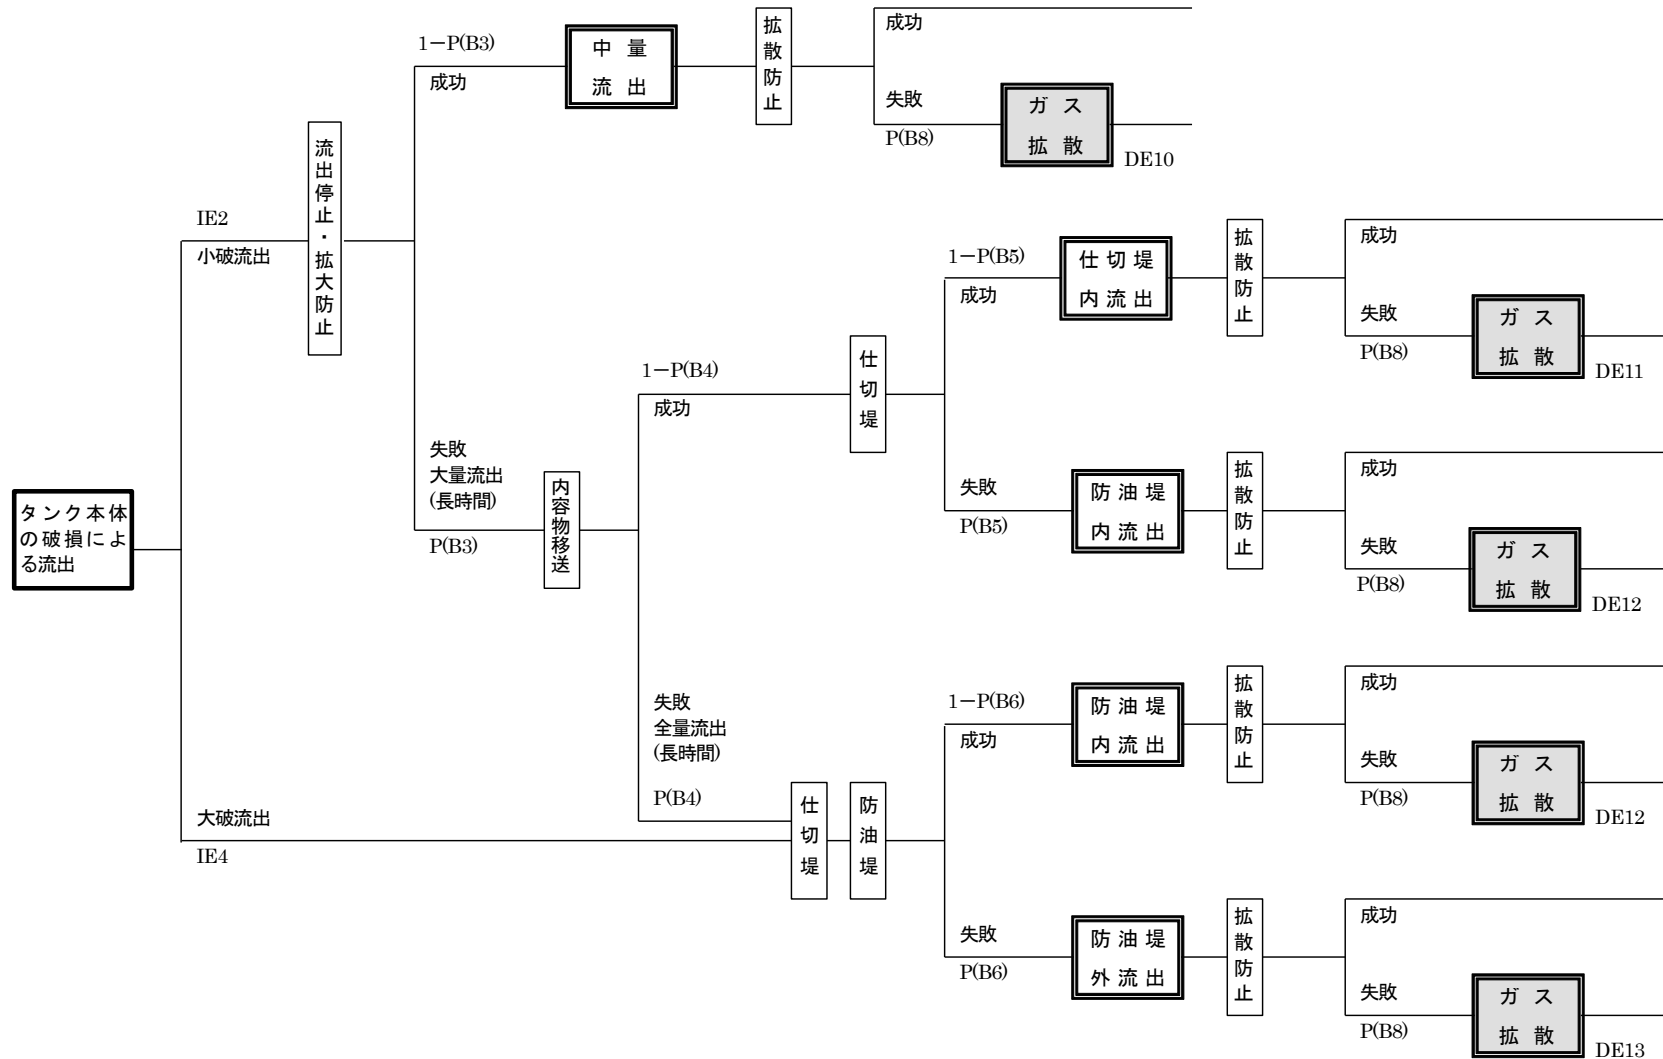 タンク本体
の破損によ
る流出
IE2
小破流出
大破流出
IE4
流出停止・拡大防止
1−P(B3)
成功
失敗
大量流出
(長時間)
P(B3)
中量
流出
拡散防止
成功
失敗
P(B8)
ガス
拡散
DE10
内容物移送
1−P(B4)
成功
失敗
全量流出
(長時間)
P(B4)
仕切堤
1−P(B5)
成功
仕切堤
内流出
拡散防止
成功
失敗
P(B8)
ガス
拡散
DE11
失敗
P(B5)
防油堤
内流出
拡散防止
成功
失敗
P(B8)
ガス
拡散
DE12
仕切堤
防油堤
1−P(B6)
成功
防油堤
内流出
拡散防止
成功
失敗
P(B8)
ガス
拡散
DE12
失敗
P(B6)
防油堤
外流出
拡散防止
成功
失敗
P(B8)
ガス
拡散
DE13